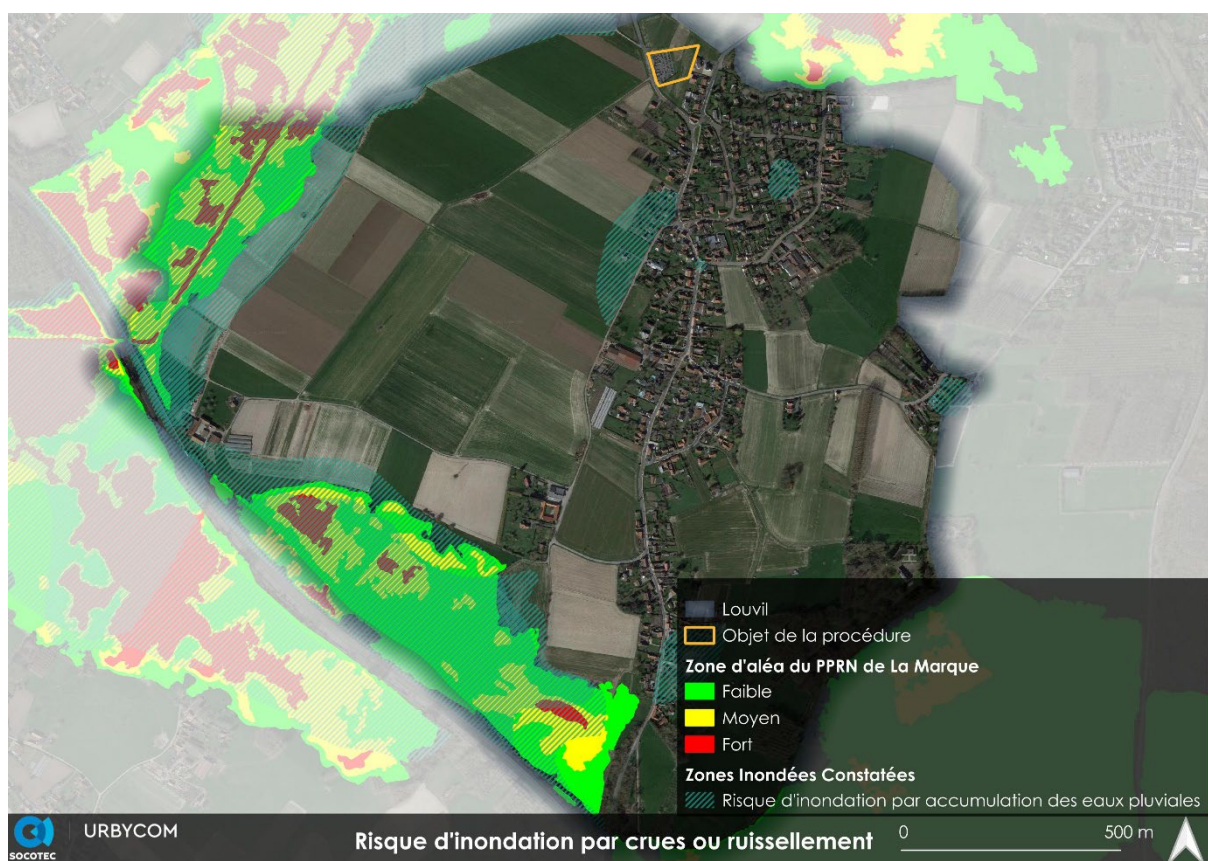 Louvil
Objet de la procédure
Zone d'aléa du PPRN de La Marque
Faible
Moyen
Fort
Zones Inondées Constatées
Risque d'inondation par accumulation des eaux pluviales
SOCOTEC
URBYCOM
Risque d'inondation par crues ou ruissellement
0
500 m